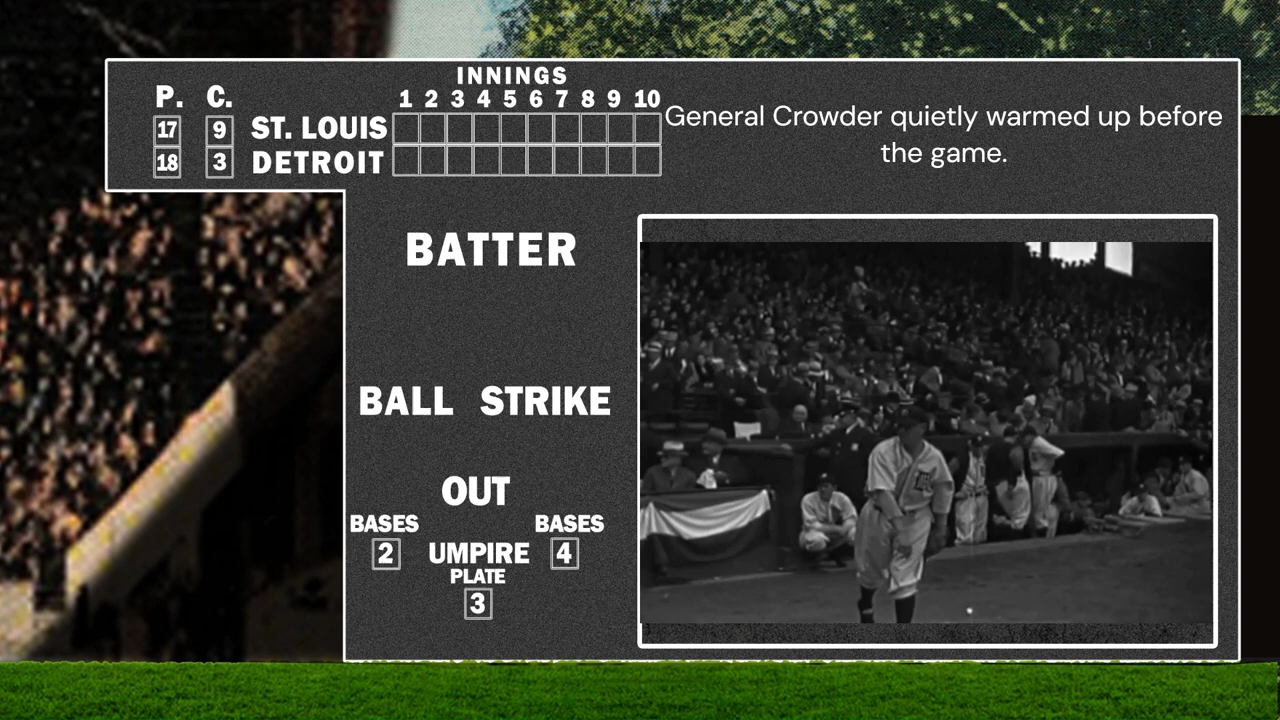 INNINGS
P. C. 1 2 3 4 5 6 7 8 9 10
17 9 ST. LOUIS
18 3 DETROIT
General Crowder quietly warmed up before
the game.
BATTER
BALL STRIKE
OUT
BASES BASES
2 UMPIRE 4
PLATE
3